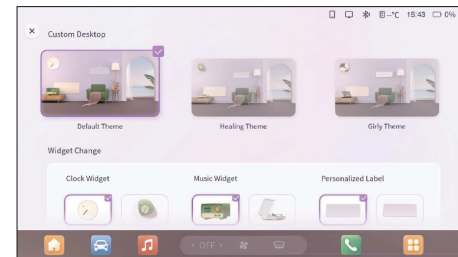 --°C 15:43 0%
Custom Desktop
Default Theme Healing Theme Girly Theme
Widget Change
Clock Widget Music Widget Personalized Label
< OFF >